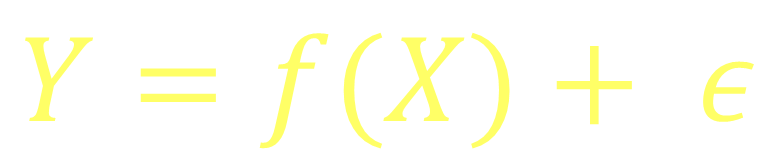 Y = f(X) + ϵ